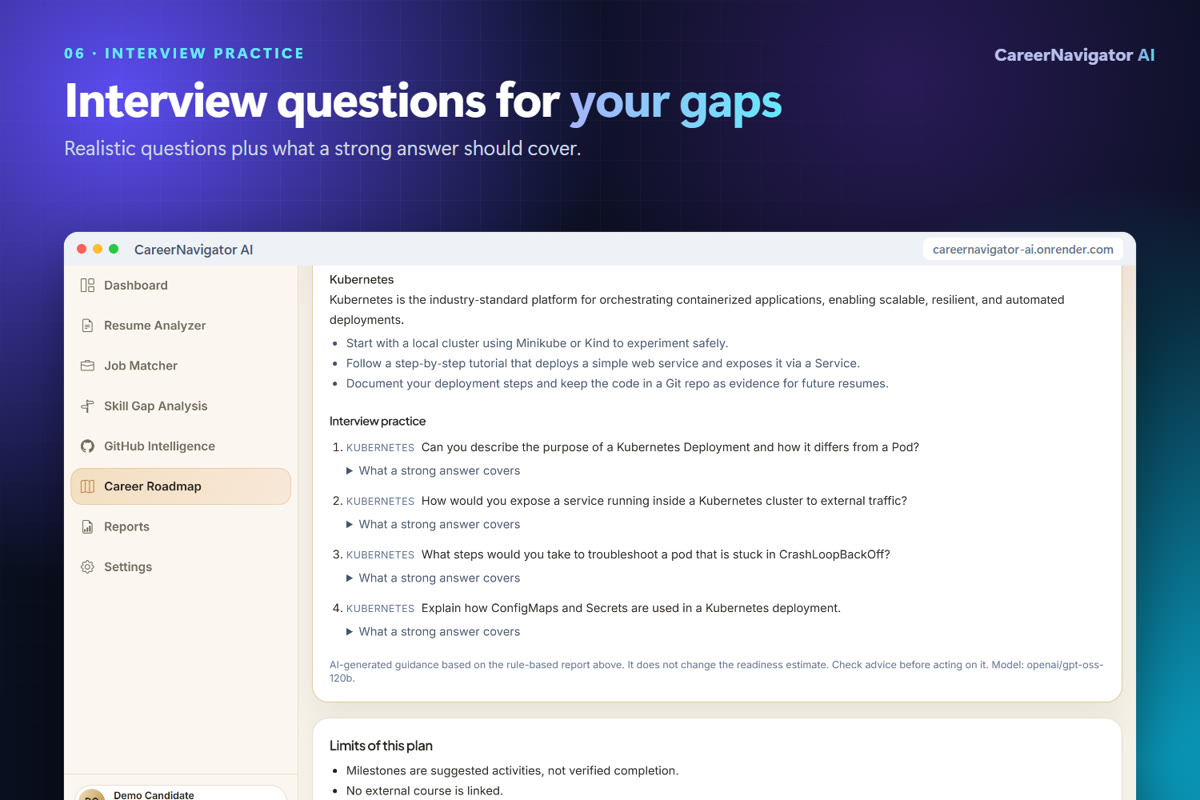 06 · INTERVIEW PRACTICE
CareerNavigator AI
Interview questions for your gaps
Realistic questions plus what a strong answer should cover.
CareerNavigator AI
careernavigator-ai.onrender.com
Dashboard
Resume Analyzer
Job Matcher
Skill Gap Analysis
GitHub Intelligence
Career Roadmap
Reports
Settings
Demo Candidate
Kubernetes
Kubernetes is the industry-standard platform for orchestrating containerized applications, enabling scalable, resilient, and automated
deployments.
• Start with a local cluster using Minikube or Kind to experiment safely.
• Follow a step-by-step tutorial that deploys a simple web service and exposes it via a Service.
• Document your deployment steps and keep the code in a Git repo as evidence for future resumes.
Interview practice
1. KUBERNETES Can you describe the purpose of a Kubernetes Deployment and how it differs from a Pod?
▶ What a strong answer covers
2. KUBERNETES How would you expose a service running inside a Kubernetes cluster to external traffic?
▶ What a strong answer covers
3. KUBERNETES What steps would you take to troubleshoot a pod that is stuck in CrashLoopBackOff?
▶ What a strong answer covers
4. KUBERNETES Explain how ConfigMaps and Secrets are used in a Kubernetes deployment.
▶ What a strong answer covers
AI-generated guidance based on the rule-based report above. It does not change the readiness estimate. Check advice before acting on it. Model: openai/gpt-oss-
120b.
Limits of this plan
• Milestones are suggested activities, not verified completion.
• No external course is linked.